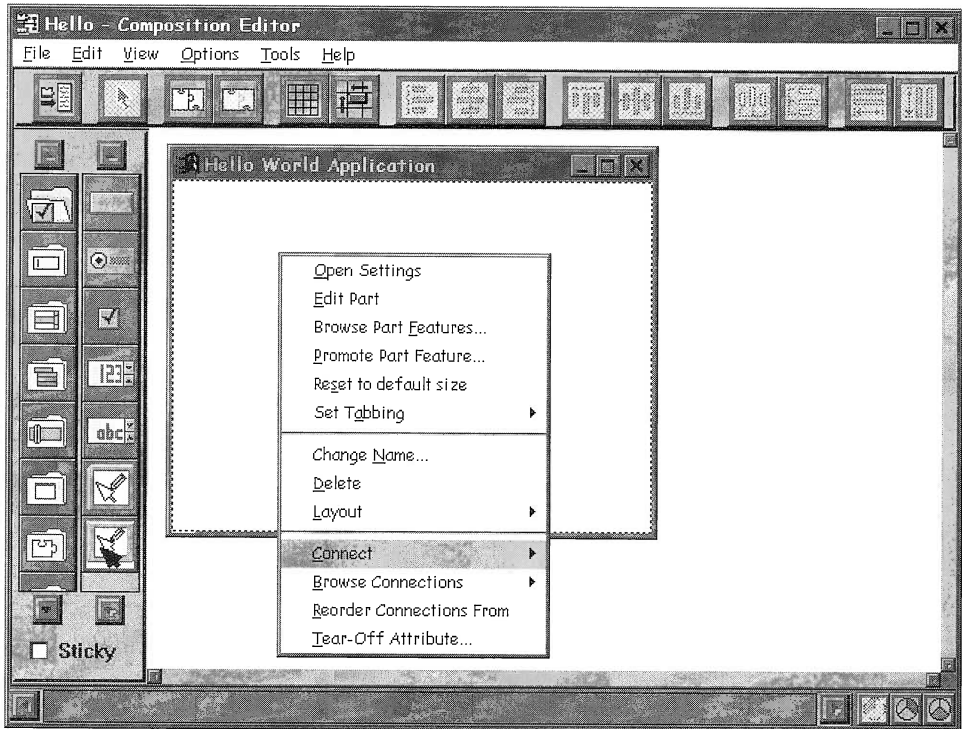 Hello - Composition Editor
File Edit View Options Tools Help
Hello World Application
Open Settings
Edit Part
Browse Part Features...
Promote Part Feature...
Reset to default size
Set Tabbing
Change Name...
Delete
Layout
Connect
Browse Connections
Reorder Connections From
Tear-Off Attribute...
123
abc
Sticky